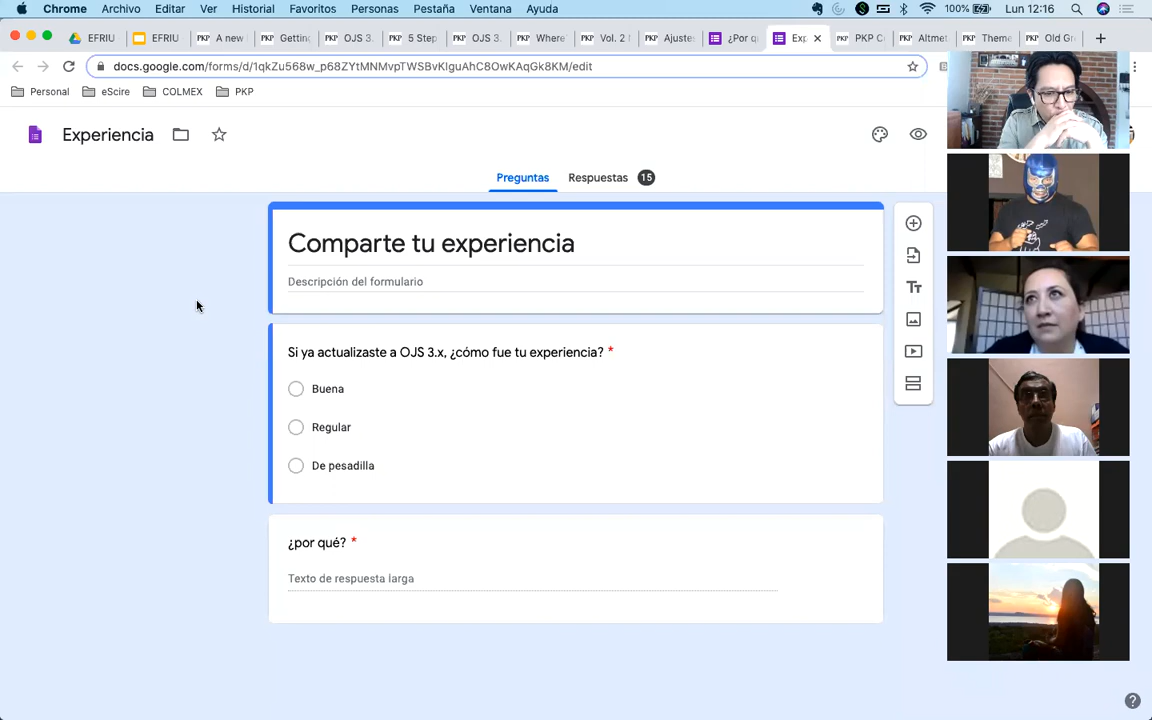 Chrome Archivo Editar Ver Historial Favoritos Personas Pestaña Ventana Ayuda 100% Lun 12:16
EFRIU EFRIU A new Getting OJS 3. 5 Step OJS 3. Where Vol. 2 Ajustes ¿Por q Exp PKP C Altmet Theme Old Gr
docs.google.com/forms/d/1qkZu568w_p68ZYtMNMvpTWSBvKIguAhC8OwKAqGk8KM/edit
Personal eScire COLMEX PKP
Experiencia
Preguntas Respuestas 15
Comparte tu experiencia
Descripción del formulario
Si ya actualizaste a OJS 3.x, ¿cómo fue tu experiencia? *
Buena
Regular
De pesadilla
¿por qué? *
Texto de respuesta larga